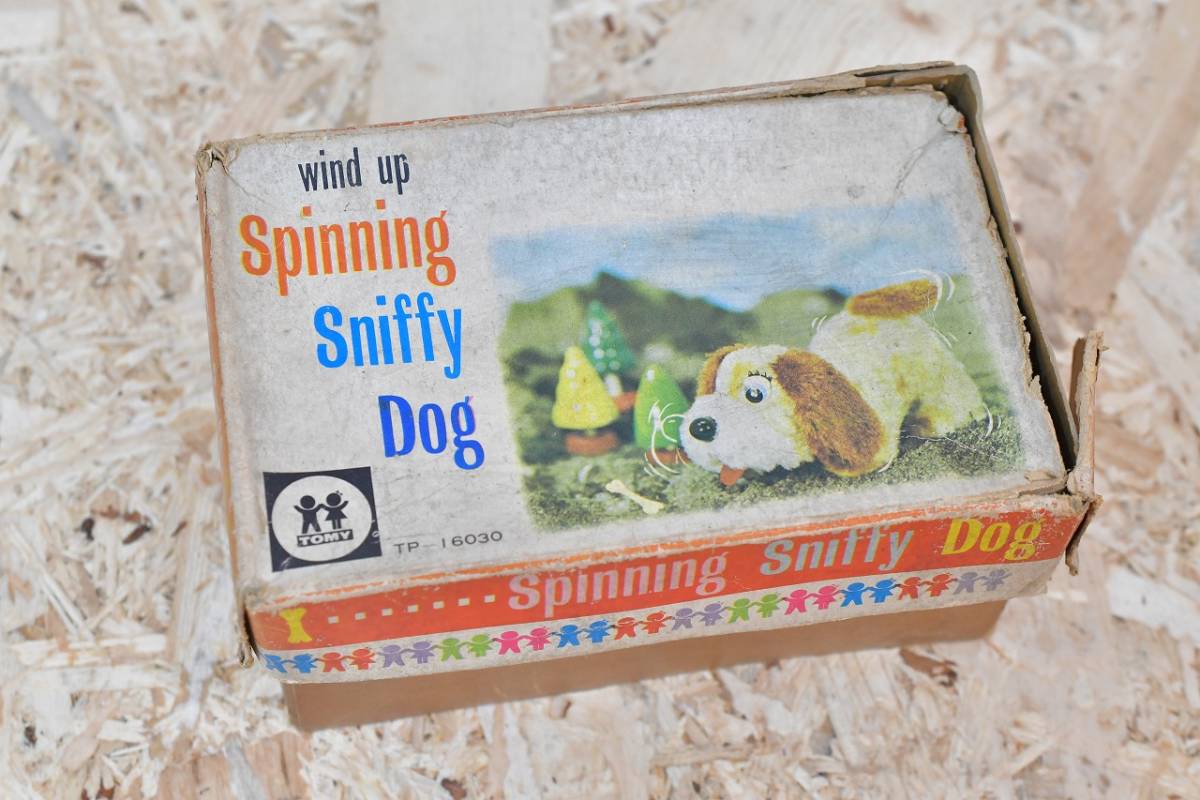 wind up
Spinning
Sniffy
Dog
TOMY
TP-16030
Spinning Sniffy Dog